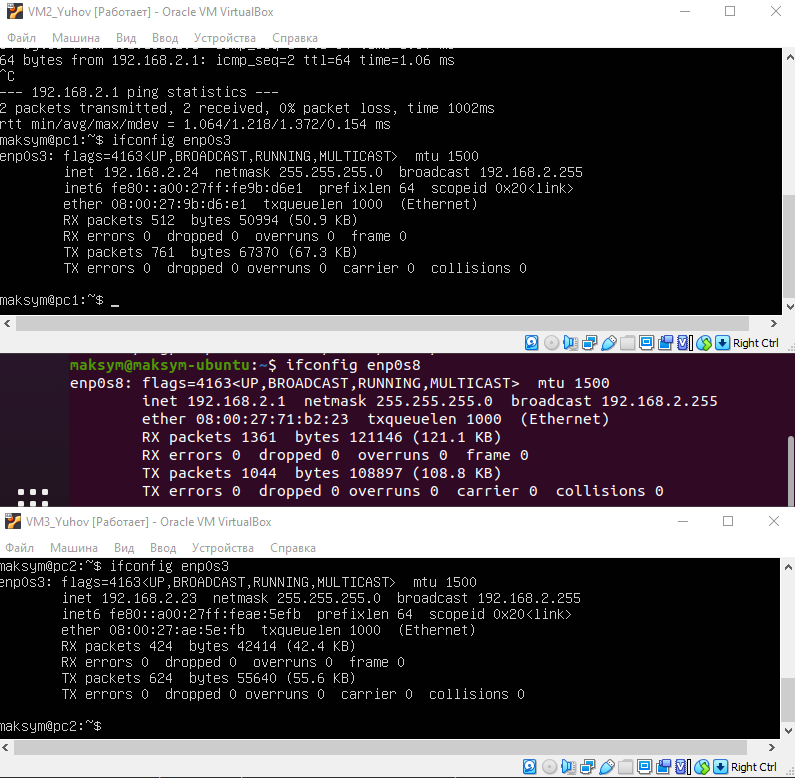 VM2_Yuhov [Работает] - Oracle VM VirtualBox
Файл Машина Вид Ввод Устройства Справка
64 bytes from 192.168.2.1: icmp_seq=2 ttl=64 time=1.06 ms
^C
--- 192.168.2.1 ping statistics ---
2 packets transmitted, 2 received, 0% packet loss, time 1002ms
rtt min/avg/max/mdev = 1.064/1.218/1.372/0.154 ms
maksym@pc1:~$ ifconfig enp0s3
enp0s3: flags=4163<UP,BROADCAST,RUNNING,MULTICAST>  mtu 1500
        inet 192.168.2.24  netmask 255.255.255.0  broadcast 192.168.2.255
        inet6 fe80::a00:27ff:fe9b:d6e1  prefixlen 64  scopeid 0x20<link>
        ether 08:00:27:9b:d6:e1  txqueuelen 1000  (Ethernet)
        RX packets 512  bytes 50994 (50.9 KB)
        RX errors 0  dropped 0  overruns 0  frame 0
        TX packets 761  bytes 67370 (67.3 KB)
        TX errors 0  dropped 0 overruns 0  carrier 0  collisions 0
maksym@pc1:~$ _
Right Ctrl
maksym@maksym-ubuntu:~$ ifconfig enp0s8
enp0s8: flags=4163<UP,BROADCAST,RUNNING,MULTICAST>  mtu 1500
        inet 192.168.2.1  netmask 255.255.255.0  broadcast 192.168.2.255
        ether 08:00:27:71:b2:23  txqueuelen 1000  (Ethernet)
        RX packets 1361  bytes 121146 (121.1 KB)
        RX errors 0  dropped 0  overruns 0  frame 0
        TX packets 1044  bytes 108897 (108.8 KB)
        TX errors 0  dropped 0 overruns 0  carrier 0  collisions 0
VM3_Yuhov [Работает] - Oracle VM VirtualBox
Файл Машина Вид Ввод Устройства Справка
maksym@pc2:~$ ifconfig enp0s3
enp0s3: flags=4163<UP,BROADCAST,RUNNING,MULTICAST>  mtu 1500
        inet 192.168.2.23  netmask 255.255.255.0  broadcast 192.168.2.255
        inet6 fe80::a00:27ff:feae:5efb  prefixlen 64  scopeid 0x20<link>
        ether 08:00:27:ae:5e:fb  txqueuelen 1000  (Ethernet)
        RX packets 424  bytes 42414 (42.4 KB)
        RX errors 0  dropped 0  overruns 0  frame 0
        TX packets 624  bytes 55640 (55.6 KB)
        TX errors 0  dropped 0 overruns 0  carrier 0  collisions 0
maksym@pc2:~$
Right Ctrl